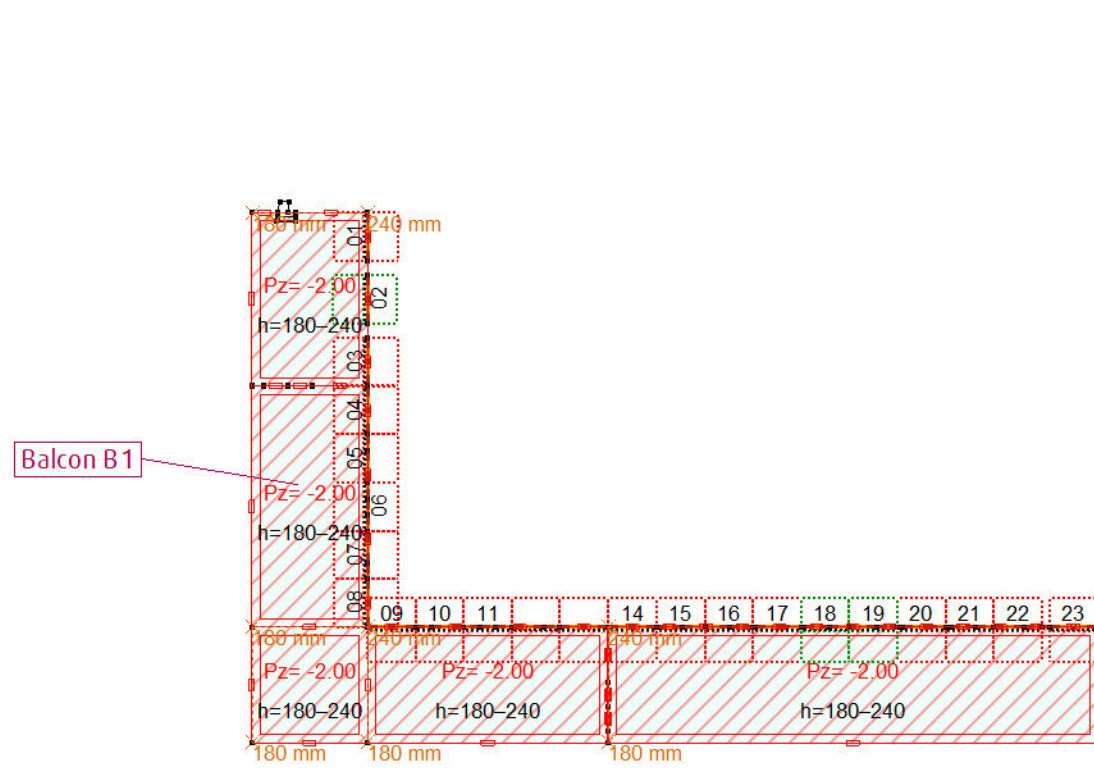 180 mm
240 mm
01
Pz= -2.00
02
h=180–240
03
04
Balcon B1
05
Pz= -2.00
06
h=180–240
07
08
09 10 11 14 15 16 17 18 19 20 21 22 23
180 mm 240 mm 240 mm
Pz= -2.00 Pz= -2.00 Pz= -2.00
h=180–240 h=180–240 h=180–240
180 mm 180 mm 180 mm